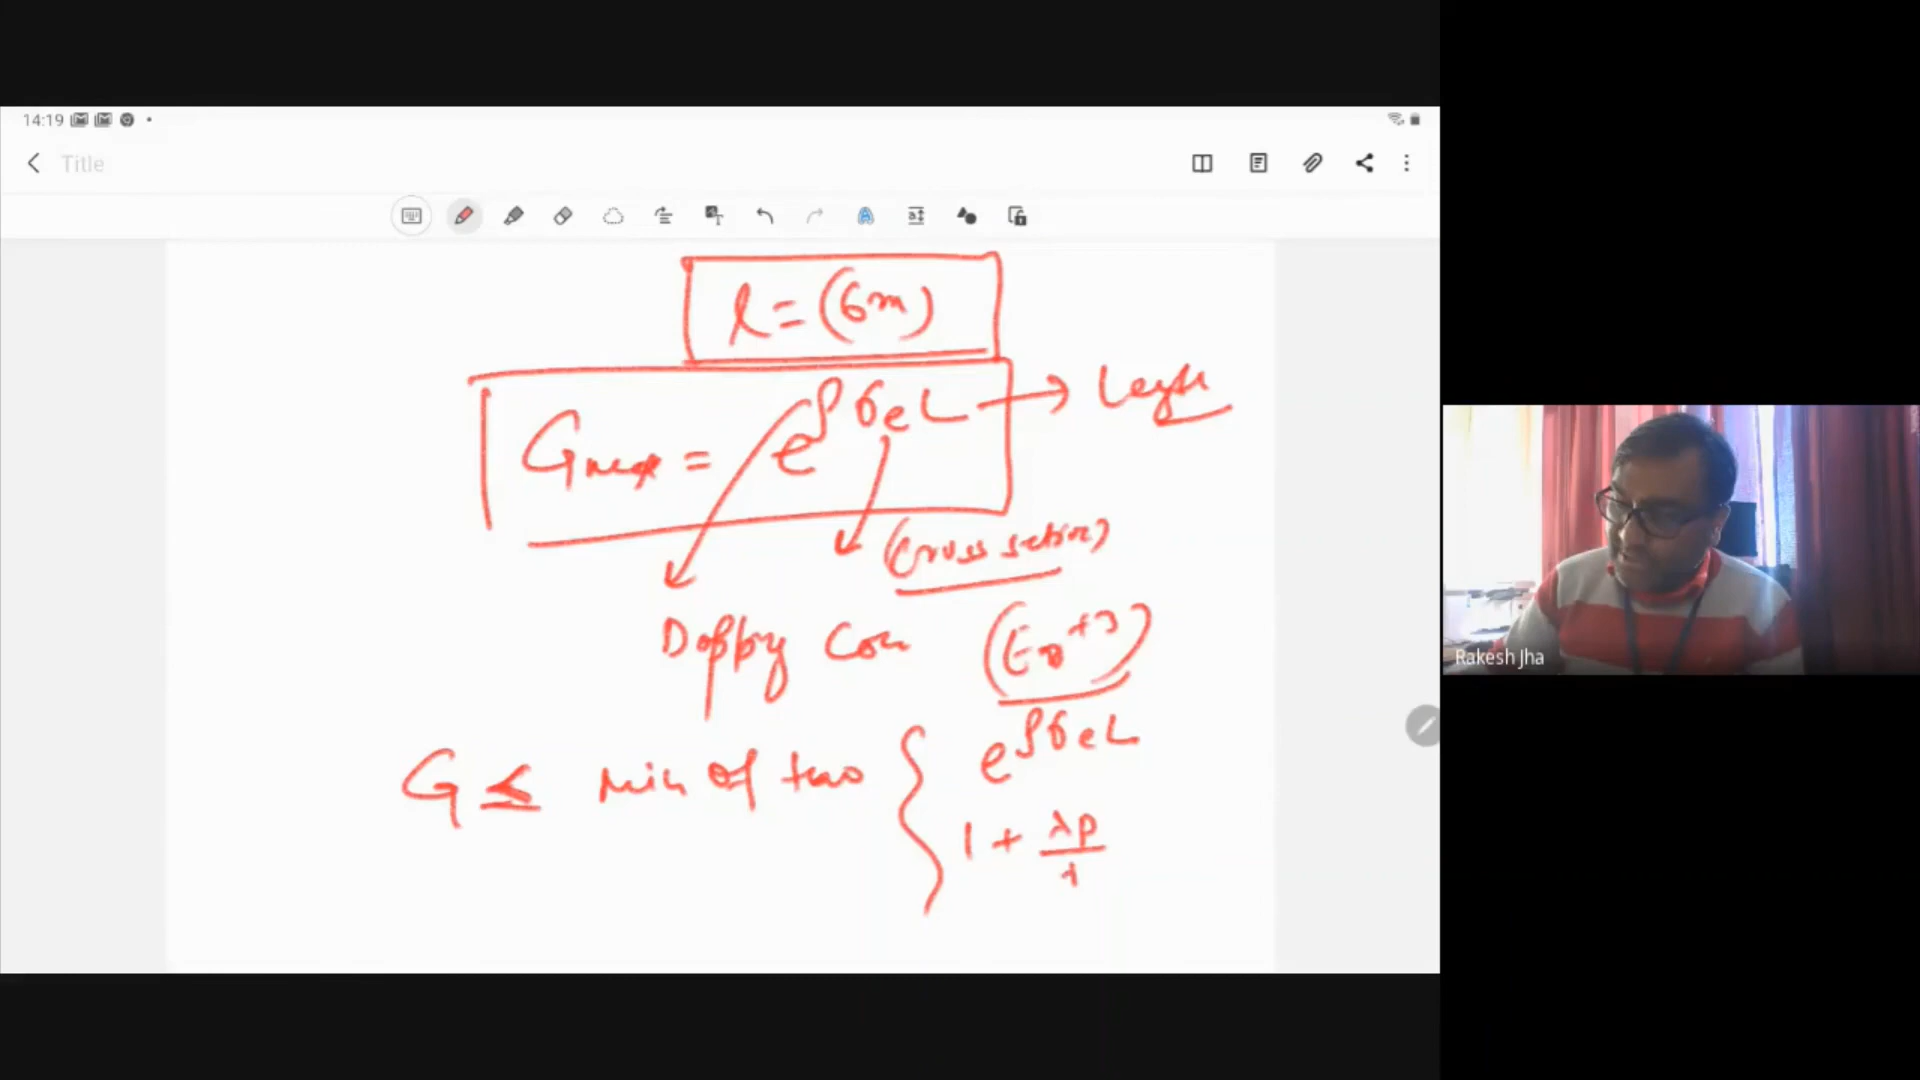 14:19
Title
l = (6m)
Gmax = e^ρσeL → Length
(Cross section)
Doping Con (Er+3)
G ≤ min of two { e^ρσeL
1 + λp/λ
Rakesh Jha